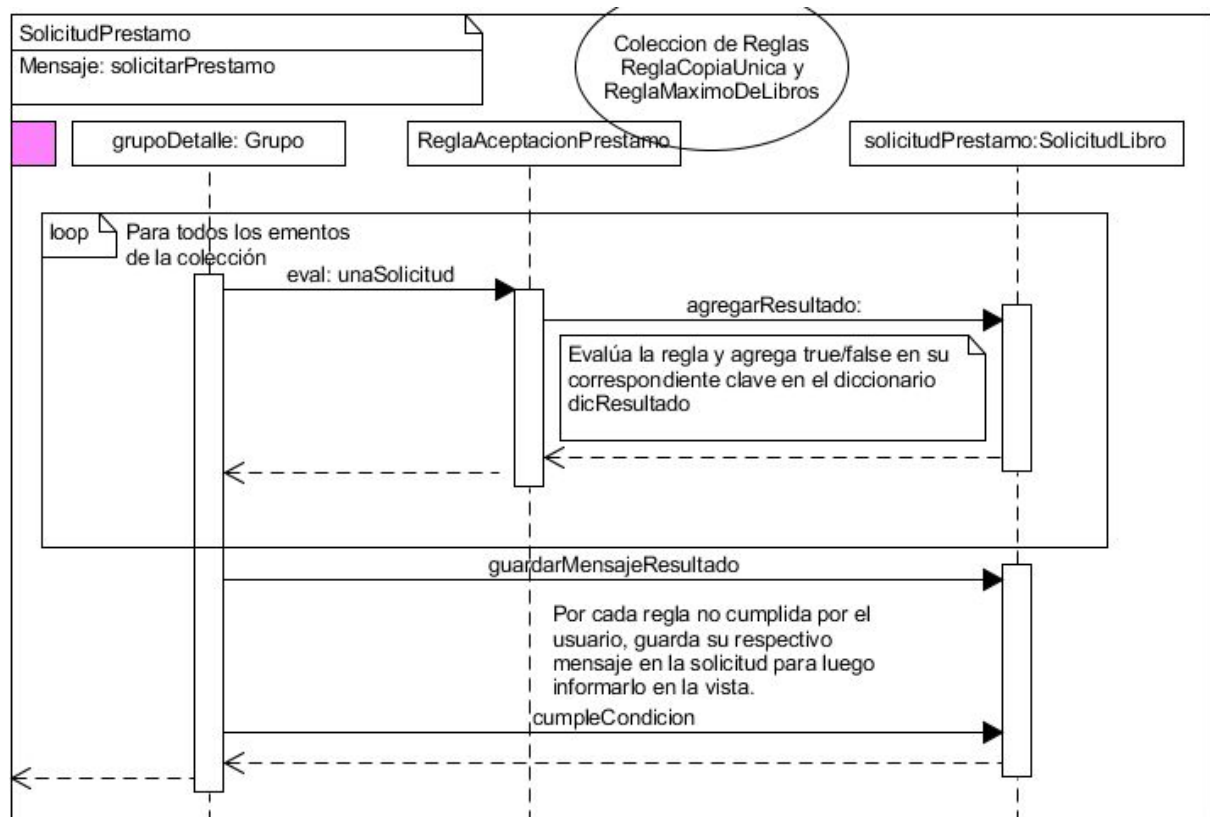 SolicitudPrestamo
Mensaje: solicitarPrestamo
Coleccion de Reglas
ReglaCopiaUnica y
ReglaMaximoDeLibros
grupoDetalle: Grupo
ReglaAceptacionPrestamo
solicitudPrestamo:SolicitudLibro
loop
Para todos los ementos
de la colección
eval: unaSolicitud
agregarResultado:
Evalúa la regla y agrega true/false en su
correspondiente clave en el diccionario
dicResultado
guardarMensajeResultado
Por cada regla no cumplida por el
usuario, guarda su respectivo
mensaje en la solicitud para luego
informarlo en la vista.
cumpleCondicion